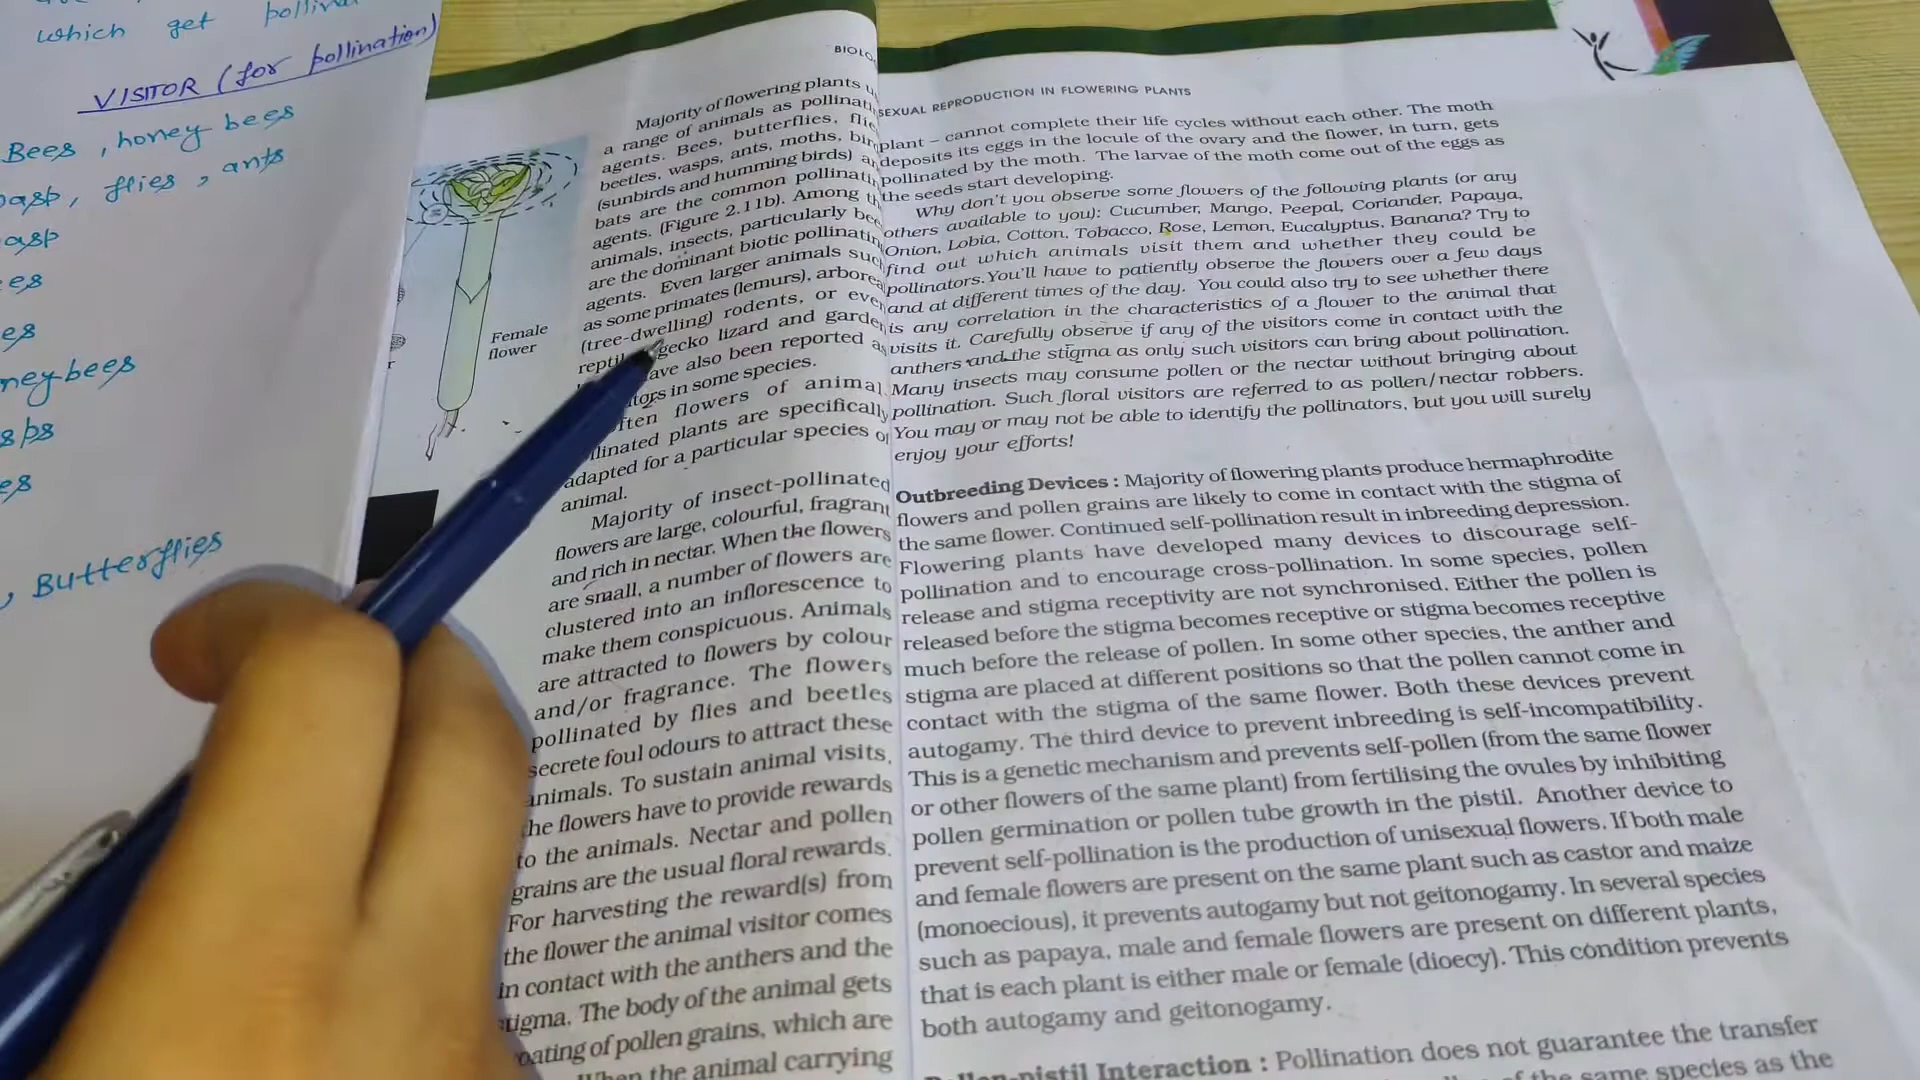 which get pollina
VISITOR (for pollination)
Bees , honey bees
asp, flies , ants
asp
es
es
ney bees
sps
es
, Butterflies
BIOLO
Majority of flowering plants u
a range of animals as pollinati
agents. Bees, butterflies, flie
beetles, wasps, ants, moths, bir
(sunbirds and humming birds) an
bats are the common pollinati
agents. (Figure 2.11b). Among th
animals, insects, particularly be
are the dominant biotic pollinatin
agents. Even larger animals such
as some primates (lemurs), arborea
(tree-dwelling) rodents, or even
repti gecko lizard and garden
ave also been reported a
tors in some species.
ften flowers of animal
llinated plants are specifically
adapted for a particular species of
animal.
Majority of insect-pollinated
flowers are large, colourful, fragrant
and rich in nectar. When the flowers
are small, a number of flowers are
clustered into an inflorescence to
make them conspicuous. Animals
are attracted to flowers by colour
and/or fragrance. The flowers
pollinated by flies and beetles
secrete foul odours to attract these
animals. To sustain animal visits,
the flowers have to provide rewards
to the animals. Nectar and pollen
grains are the usual floral rewards.
For harvesting the reward(s) from
the flower the animal visitor comes
in contact with the anthers and the
stigma. The body of the animal gets
oating of pollen grains, which are
When the animal carrying
Female
flower
SEXUAL REPRODUCTION IN FLOWERING PLANTS
plant – cannot complete their life cycles without each other. The moth
deposits its eggs in the locule of the ovary and the flower, in turn, gets
pollinated by the moth. The larvae of the moth come out of the eggs as
the seeds start developing.
Why don't you observe some flowers of the following plants (or any
others available to you): Cucumber, Mango, Peepal, Coriander, Papaya,
Onion, Lobia, Cotton, Tobacco, Rose, Lemon, Eucalyptus, Banana? Try to
find out which animals visit them and whether they could be
pollinators. You'll have to patiently observe the flowers over a few days
and at different times of the day. You could also try to see whether there
is any correlation in the characteristics of a flower to the animal that
visits it. Carefully observe if any of the visitors come in contact with the
anthers and the stigma as only such visitors can bring about pollination.
Many insects may consume pollen or the nectar without bringing about
pollination. Such floral visitors are referred to as pollen/nectar robbers.
You may or may not be able to identify the pollinators, but you will surely
enjoy your efforts!
Outbreeding Devices : Majority of flowering plants produce hermaphrodite
flowers and pollen grains are likely to come in contact with the stigma of
the same flower. Continued self-pollination result in inbreeding depression.
Flowering plants have developed many devices to discourage self-
pollination and to encourage cross-pollination. In some species, pollen
release and stigma receptivity are not synchronised. Either the pollen is
released before the stigma becomes receptive or stigma becomes receptive
much before the release of pollen. In some other species, the anther and
stigma are placed at different positions so that the pollen cannot come in
contact with the stigma of the same flower. Both these devices prevent
autogamy. The third device to prevent inbreeding is self-incompatibility.
This is a genetic mechanism and prevents self-pollen (from the same flower
or other flowers of the same plant) from fertilising the ovules by inhibiting
pollen germination or pollen tube growth in the pistil. Another device to
prevent self-pollination is the production of unisexual flowers. If both male
and female flowers are present on the same plant such as castor and maize
(monoecious), it prevents autogamy but not geitonogamy. In several species
such as papaya, male and female flowers are present on different plants,
that is each plant is either male or female (dioecy). This condition prevents
both autogamy and geitonogamy.
Pollen-pistil Interaction : Pollination does not guarantee the transfer
of the same species as the